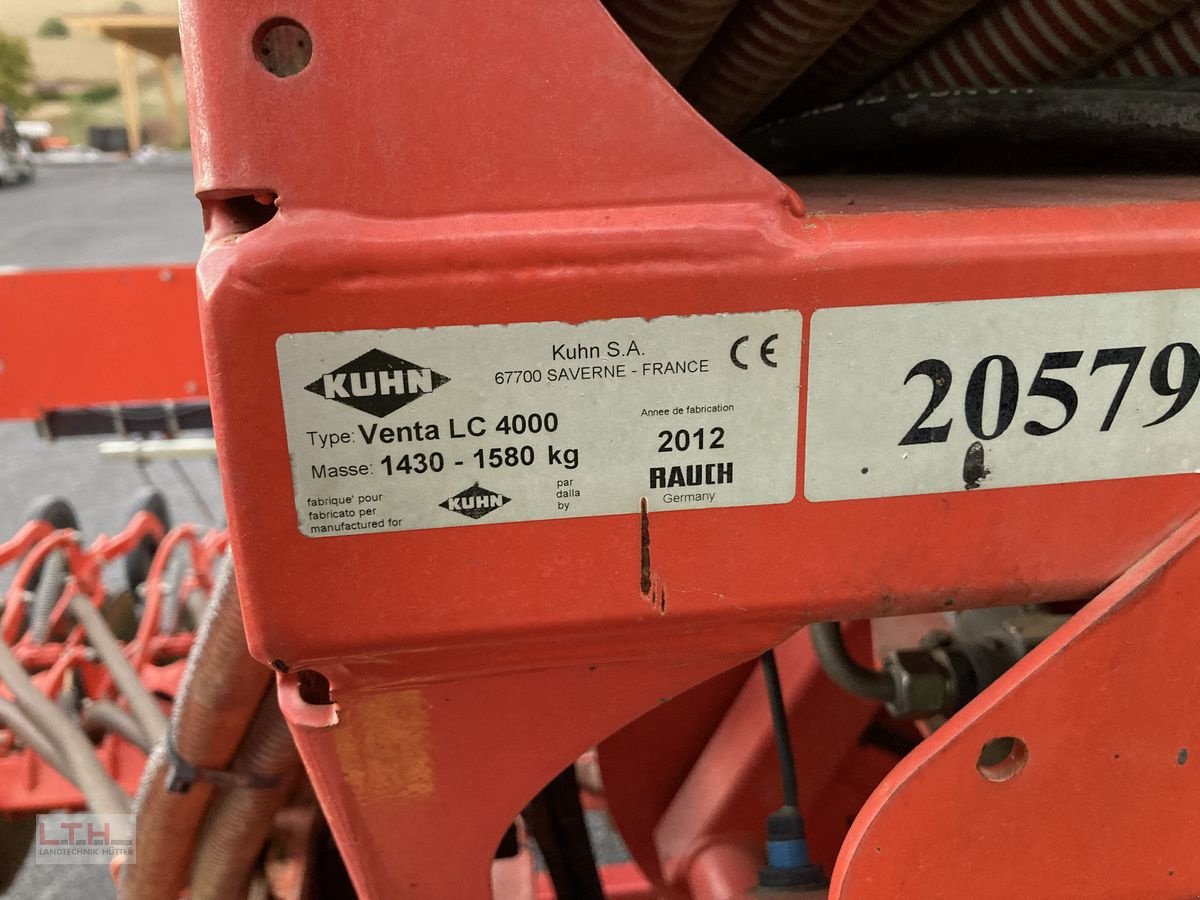 KUHN
Kuhn S.A.
67700 SAVERNE - FRANCE
CE
Type: Venta LC 4000
Masse: 1430 - 1580 kg
Annee de fabrication
2012
fabriqué pour
fabricato per
manufactured for
KUHN
par
dalla
by
RAUCH
Germany
20579
LTH
LANDTECHNIK HÜTTER